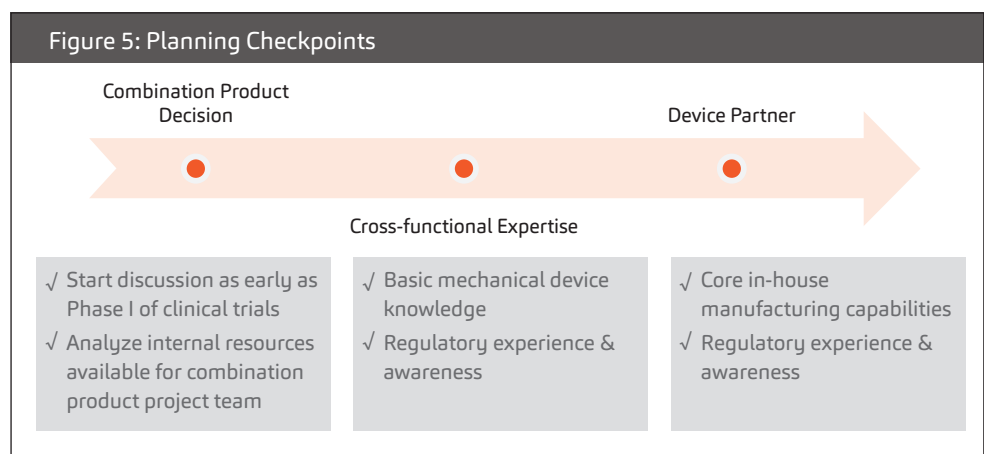 Figure 5: Planning Checkpoints
Combination Product
Decision
Device Partner
Cross-functional Expertise
√ Start discussion as early as
Phase I of clinical trials
√ Analyze internal resources
available for combination
product project team
√ Basic mechanical device
knowledge
√ Regulatory experience &
awareness
√ Core in-house
manufacturing capabilities
√ Regulatory experience &
awareness